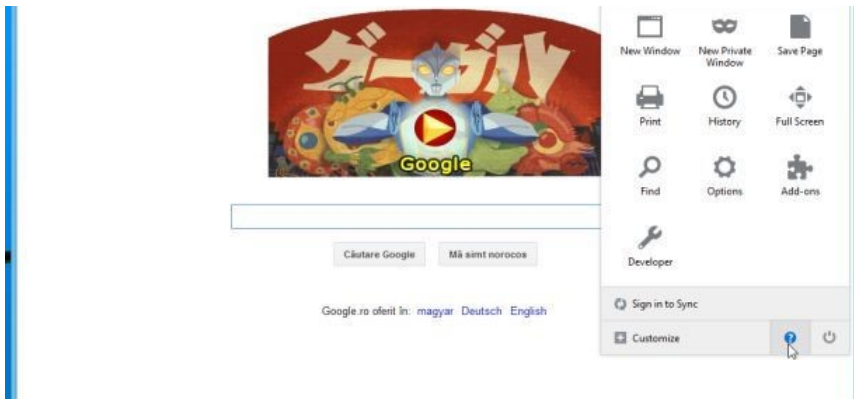 グーグル
Google
Căutare Google
Mă simt norocos
Google.ro oferit în: magyar Deutsch English
New Window
New Private
Window
Save Page
Print
History
Full Screen
Find
Options
Add-ons
Developer
Sign in to Sync
Customize